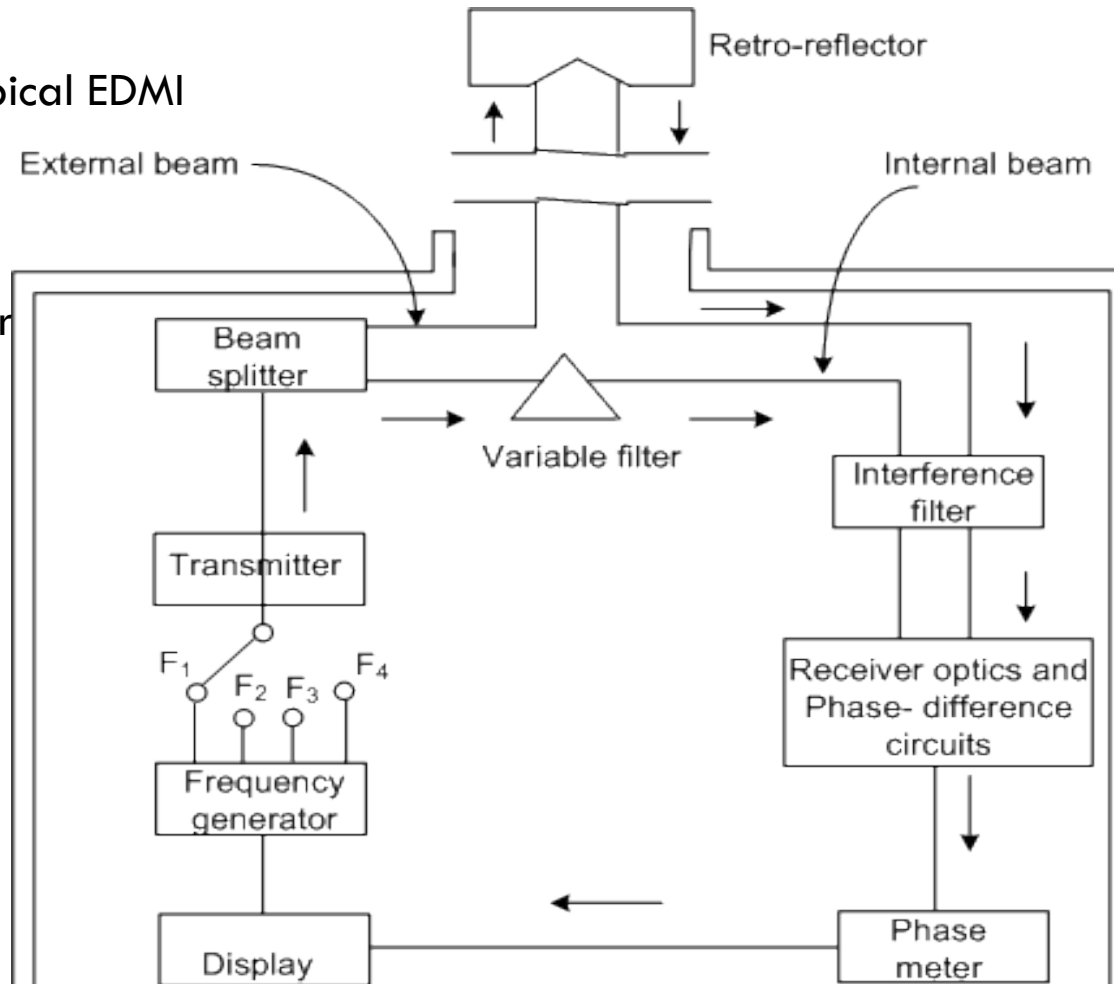 Retro-reflector
pical EDMI
External beam
Internal beam
r
Beam
splitter
Variable filter
Interference
filter
Transmitter
F₁
F₂
F₃
F₄
Receiver optics and
Phase- difference
circuits
Frequency
generator
Display
Phase
meter